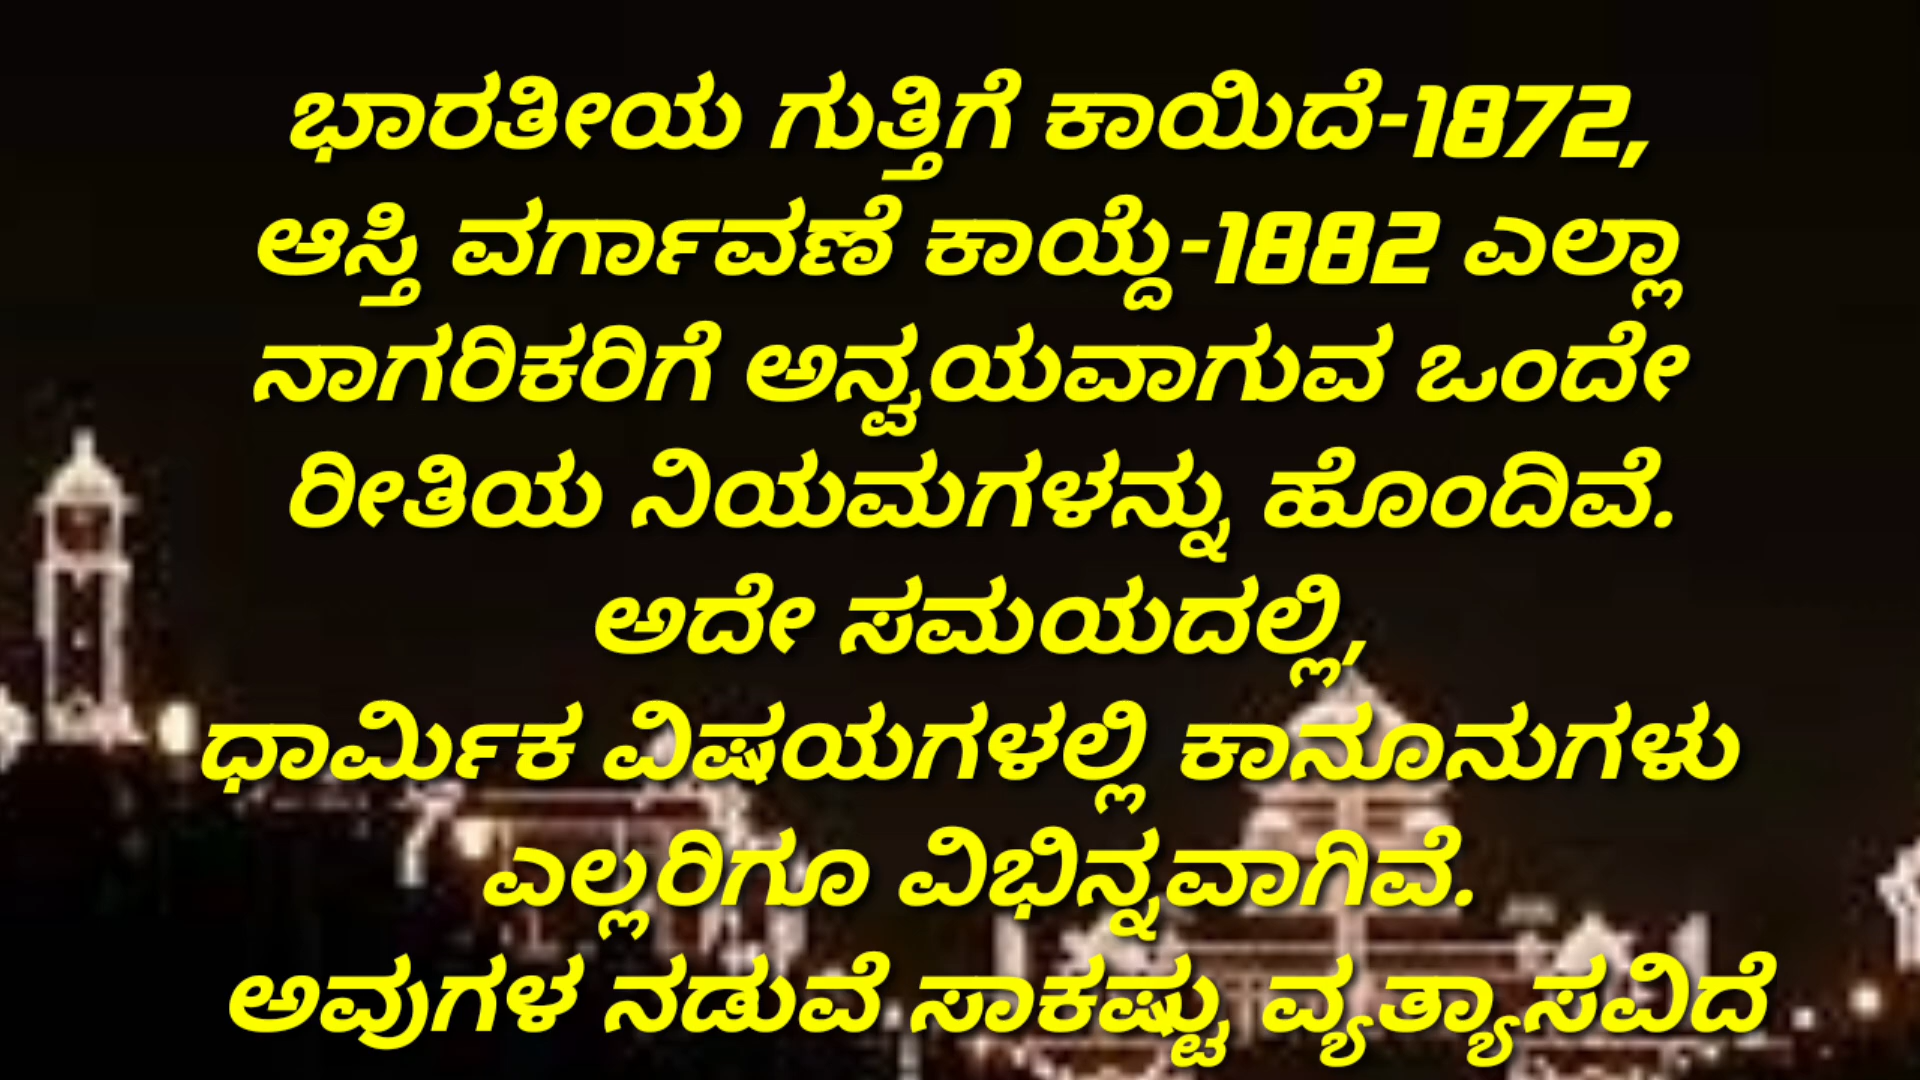 ಭಾರತೀಯ ಗುತ್ತಿಗೆ ಕಾಯಿದೆ-1872,
ಆಸ್ತಿ ವರ್ಗಾವಣೆ ಕಾಯ್ದೆ-1882 ಎಲ್ಲಾ
ನಾಗರಿಕರಿಗೆ ಅನ್ವಯವಾಗುವ ಒಂದೇ
ರೀತಿಯ ನಿಯಮಗಳನ್ನು ಹೊಂದಿವೆ.
ಅದೇ ಸಮಯದಲ್ಲಿ,
ಧಾರ್ಮಿಕ ವಿಷಯಗಳಲ್ಲಿ ಕಾನೂನುಗಳು
ಎಲ್ಲರಿಗೂ ವಿಭಿನ್ನವಾಗಿವೆ.
ಅವುಗಳ ನಡುವೆ ಸಾಕಷ್ಟು ವ್ಯತ್ಯಾಸವಿದೆ